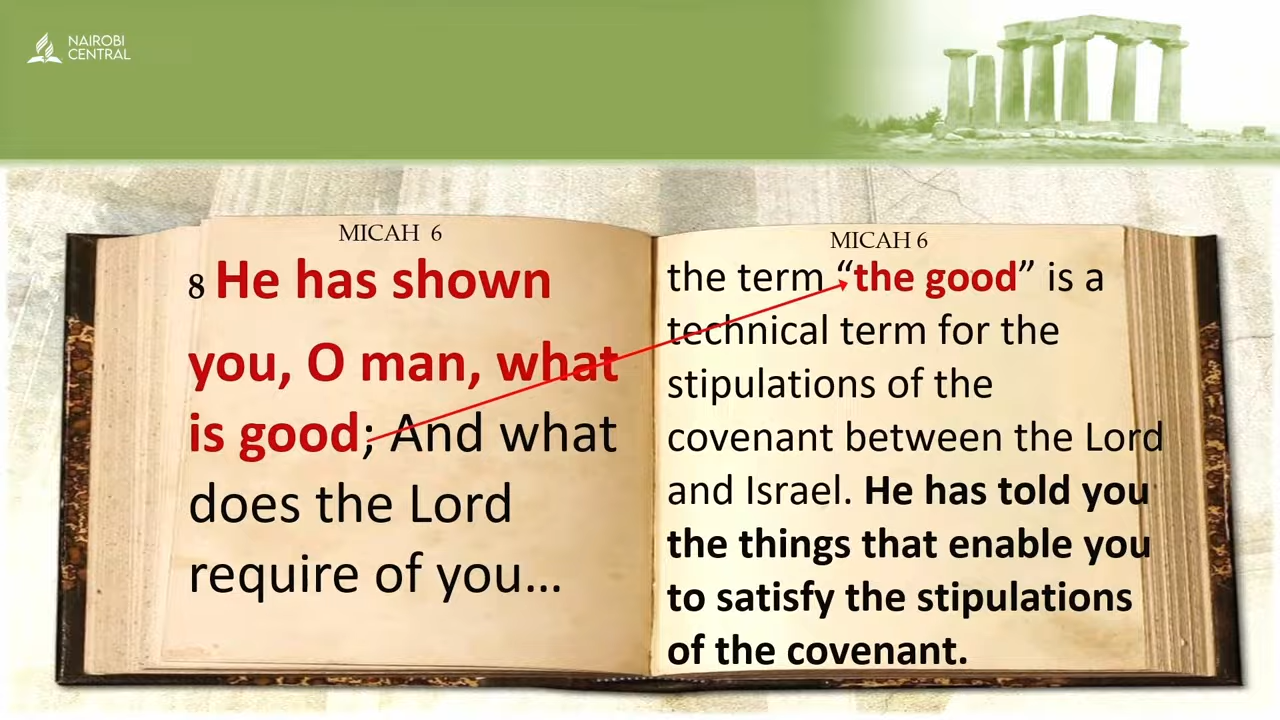 NAIROBI
CENTRAL
MICAH 6
8 He has shown
you, O man, what
is good; And what
does the Lord
require of you...
MICAH 6
the term “the good” is a
technical term for the
stipulations of the
covenant between the Lord
and Israel. He has told you
the things that enable you
to satisfy the stipulations
of the covenant.